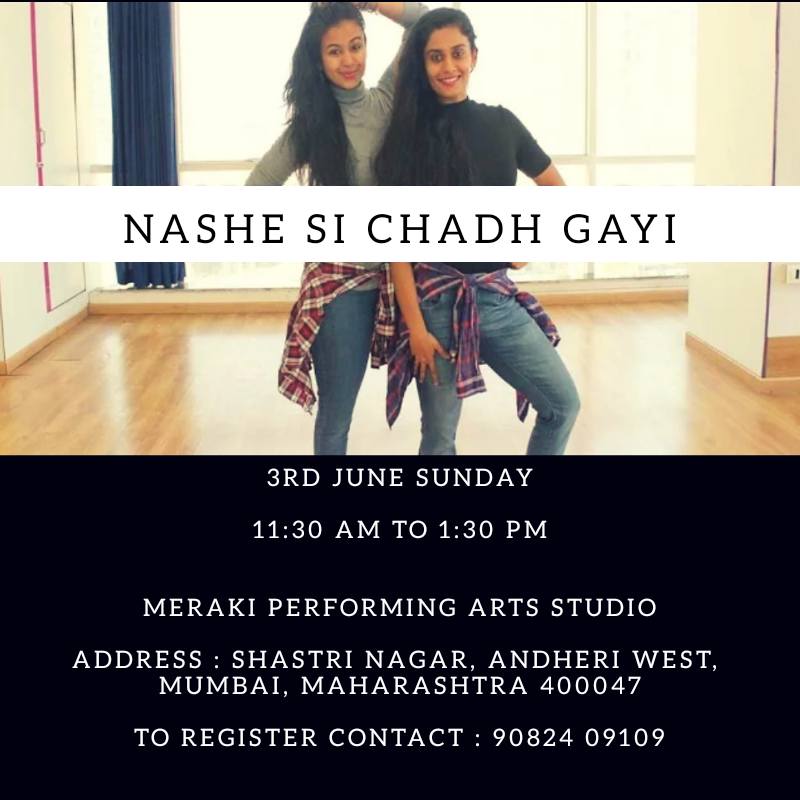 NASHE SI CHADH GAYI
3RD JUNE SUNDAY
11:30 AM TO 1:30 PM
MERAKI PERFORMING ARTS STUDIO
ADDRESS : SHASTRI NAGAR, ANDHERI WEST,
MUMBAI, MAHARASHTRA 400047
TO REGISTER CONTACT : 90824 09109